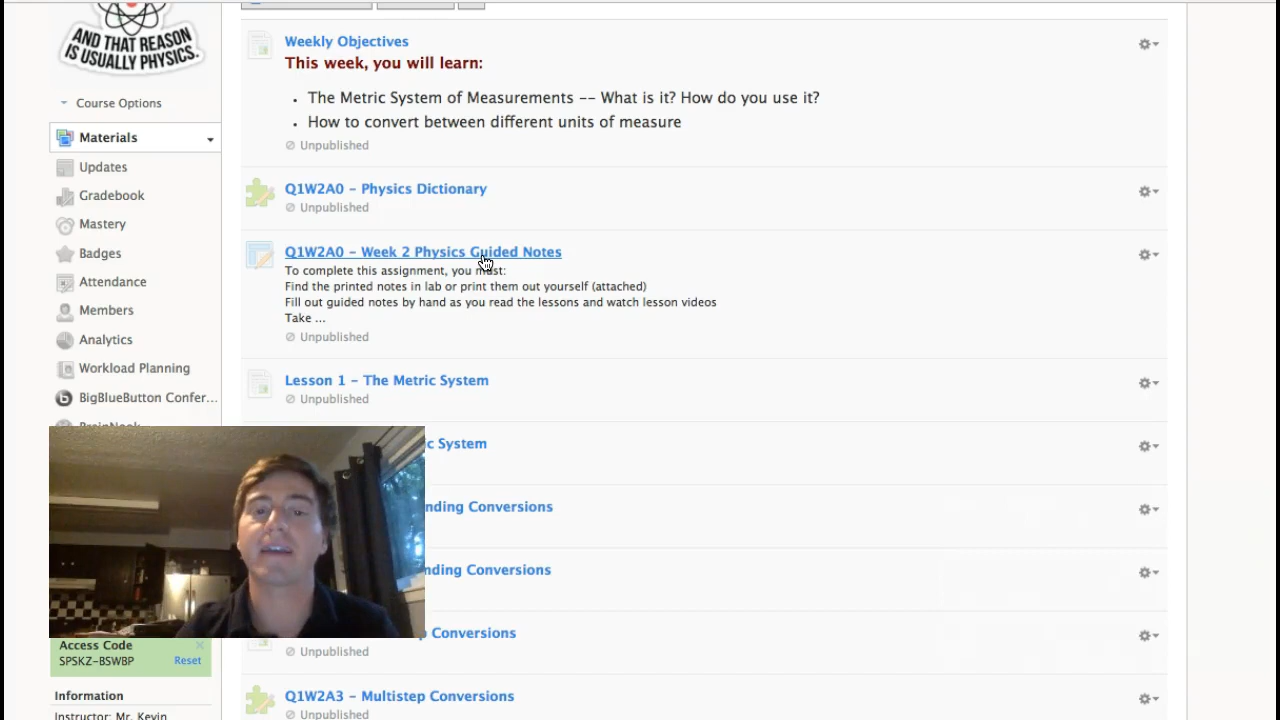 AND THAT REASON
IS USUALLY PHYSICS.
Course Options
Materials
Updates
Gradebook
Mastery
Badges
Attendance
Members
Analytics
Workload Planning
BigBlueButton Confer...
Access Code
SPSKZ-BSWBP
Reset
Information
Instructor: Mr. Kevin
Weekly Objectives
This week, you will learn:
• The Metric System of Measurements -- What is it? How do you use it?
• How to convert between different units of measure
Unpublished
Q1W2A0 - Physics Dictionary
Unpublished
Q1W2A0 - Week 2 Physics Guided Notes
To complete this assignment, you must:
Find the printed notes in lab or print them out yourself (attached)
Fill out guided notes by hand as you read the lessons and watch lesson videos
Take ...
Unpublished
Lesson 1 - The Metric System
Unpublished
c System
nding Conversions
nding Conversions
p Conversions
Unpublished
Q1W2A3 - Multistep Conversions
Unpublished